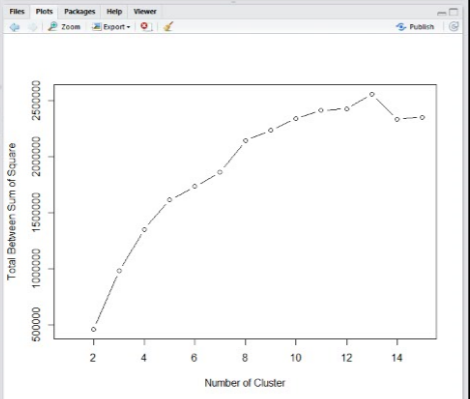 Files Plots Packages Help Viewer
Zoom Export Publish
Total Between Sum of Square
2500000
2000000
1500000
1000000
500000
2 4 6 8 10 12 14
Number of Cluster